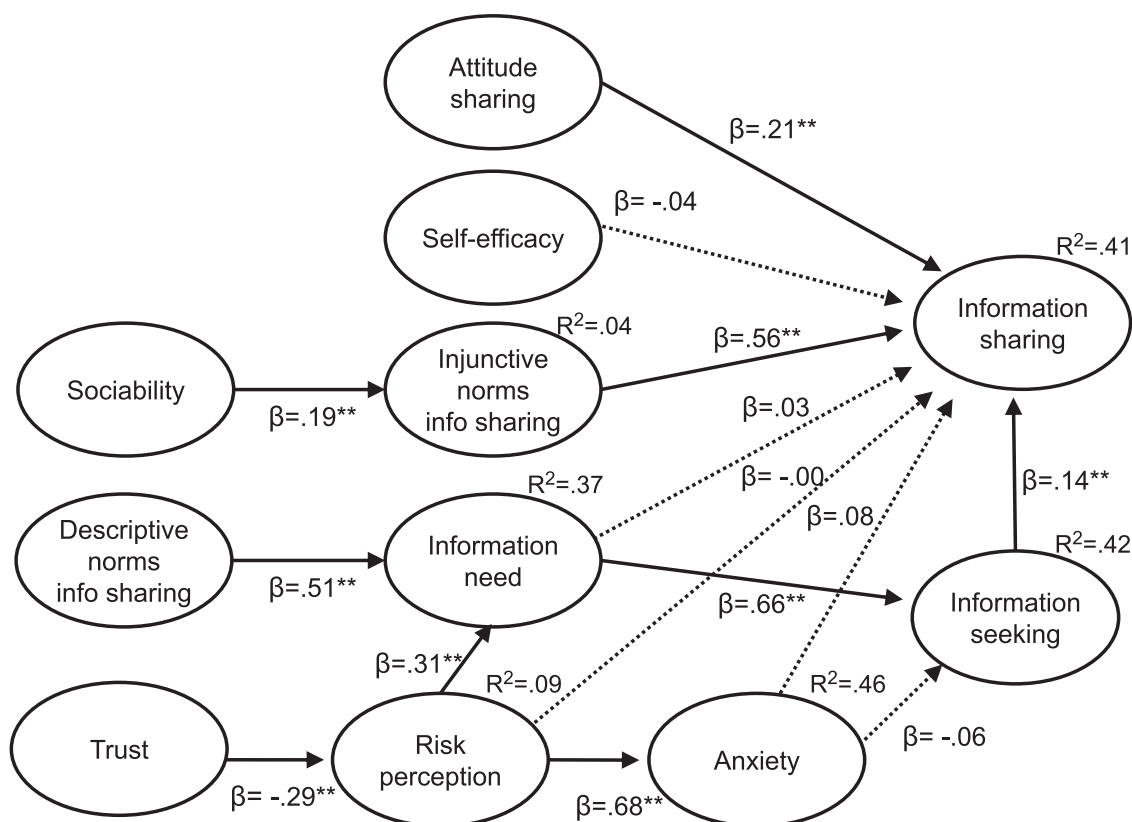 Attitude
sharing
β=.21**
β= -.04
Self-efficacy
R²=.41
Information
sharing
R²=.04
β=.56**
Injunctive
norms
info sharing
Sociability
β=.19**
β=.03
R²=.37
β= -.00
β=.14**
Descriptive
norms
info sharing
β=.08
R²=.42
Information
need
β=.51**
β=.66**
Information
seeking
β=.31**
R²=.09
R²=.46
Trust
Risk
perception
Anxiety
β= -.06
β= -.29**
β=.68**